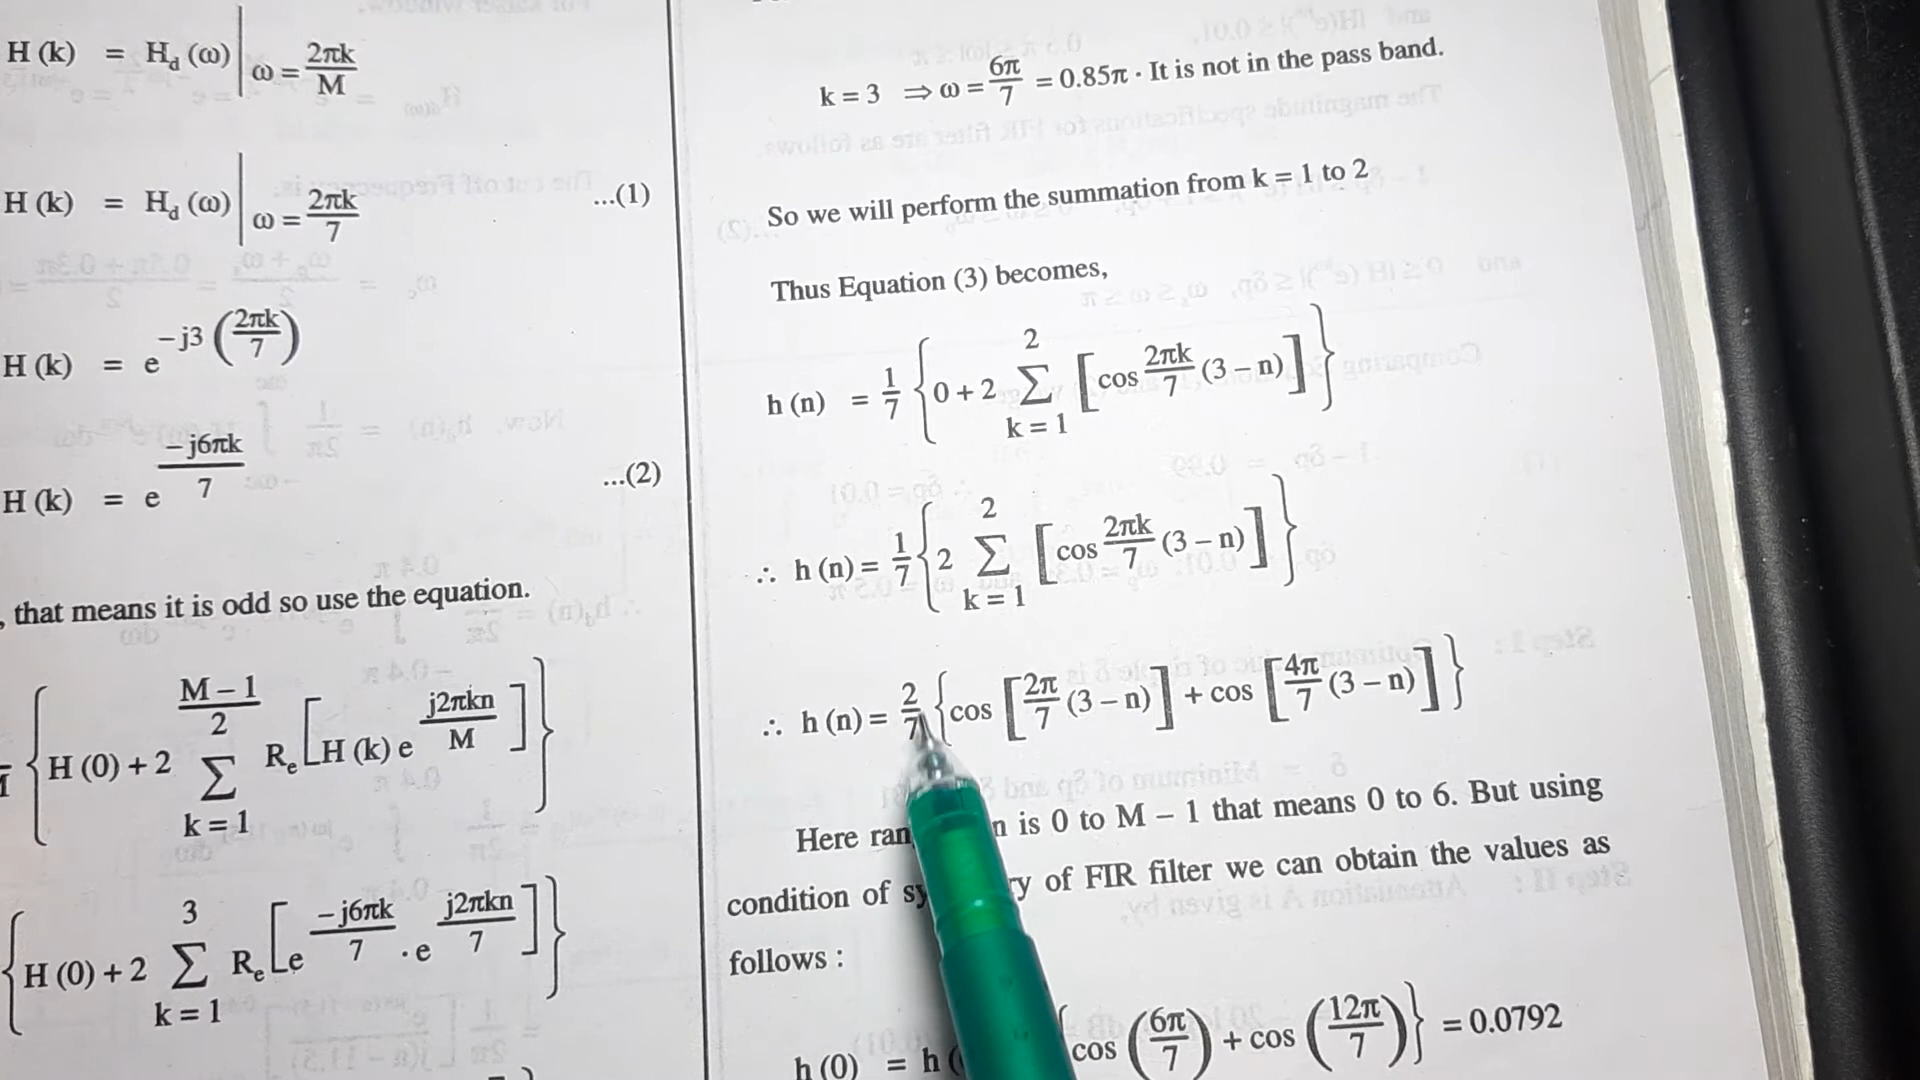 H (k) = H_d (ω) | ω = 2πk / M
H (k) = H_d (ω) | ω = 2πk / 7 ...(1)
H (k) = e^{-j3 (2πk / 7)}
H (k) = e^{-j6πk / 7} ...(2)
, that means it is odd so use the equation.
{ H (0) + 2 Σ_{k = 1}^{(M – 1) / 2} R_e [ H (k) e^{j2πkn / M} ] }
{ H (0) + 2 Σ_{k = 1}^{3} R_e [ e^{-j6πk / 7} · e^{j2πkn / 7} ] }
k = 3 ⇒ ω = 6π / 7 = 0.85π · It is not in the pass band.
So we will perform the summation from k = 1 to 2
Thus Equation (3) becomes,
h (n) = 1/7 { 0 + 2 Σ_{k = 1}^{2} [ cos 2πk/7 (3 – n) ] }
∴ h (n) = 1/7 { 2 Σ_{k = 1}^{2} [ cos 2πk/7 (3 – n) ] }
∴ h (n) = 2/7 { cos [ 2π/7 (3 – n) ] + cos [ 4π/7 (3 – n) ] }
Here n is 0 to M – 1 that means 0 to 6. But using
condition of of FIR filter we can obtain the values as
follows :
h (0) = h ( cos ( 6π/7 ) + cos ( 12π/7 ) } = 0.0792